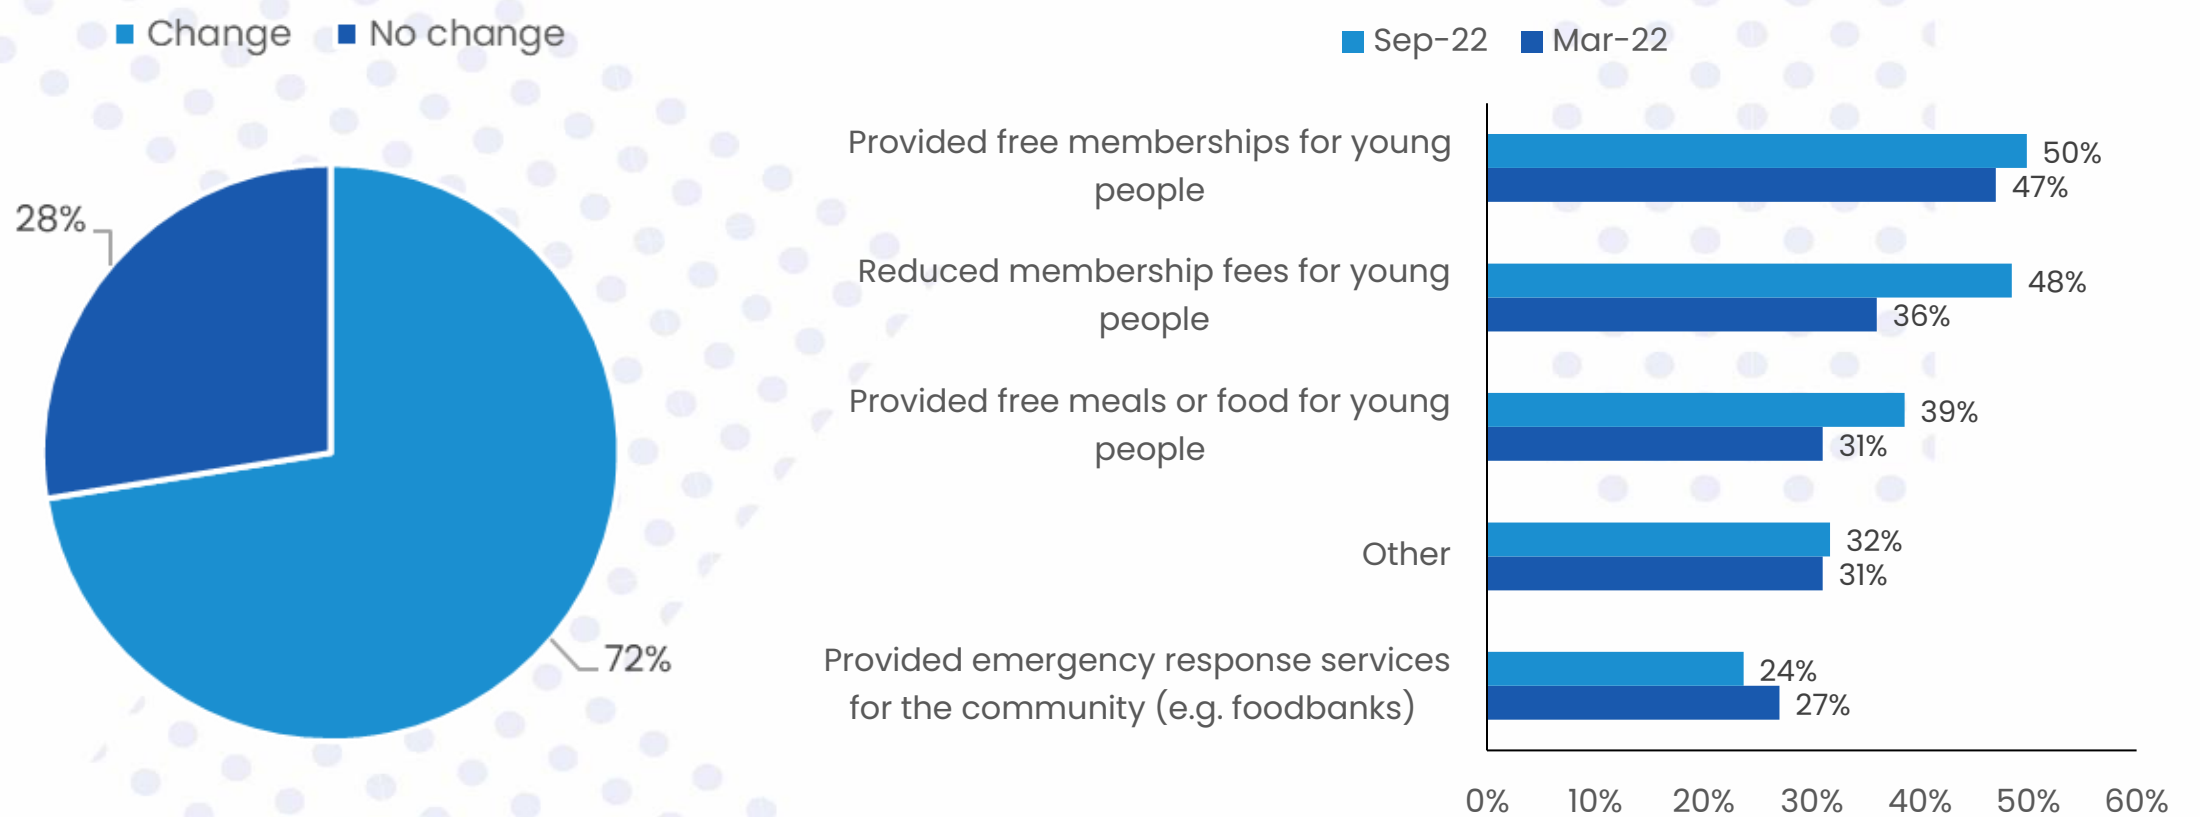 Change No change
28%
72%
Sep-22 Mar-22
Provided free memberships for young
people
50%
47%
Reduced membership fees for young
people
48%
36%
Provided free meals or food for young
people
39%
31%
Other
32%
31%
Provided emergency response services
for the community (e.g. foodbanks)
24%
27%
0% 10% 20% 30% 40% 50% 60%